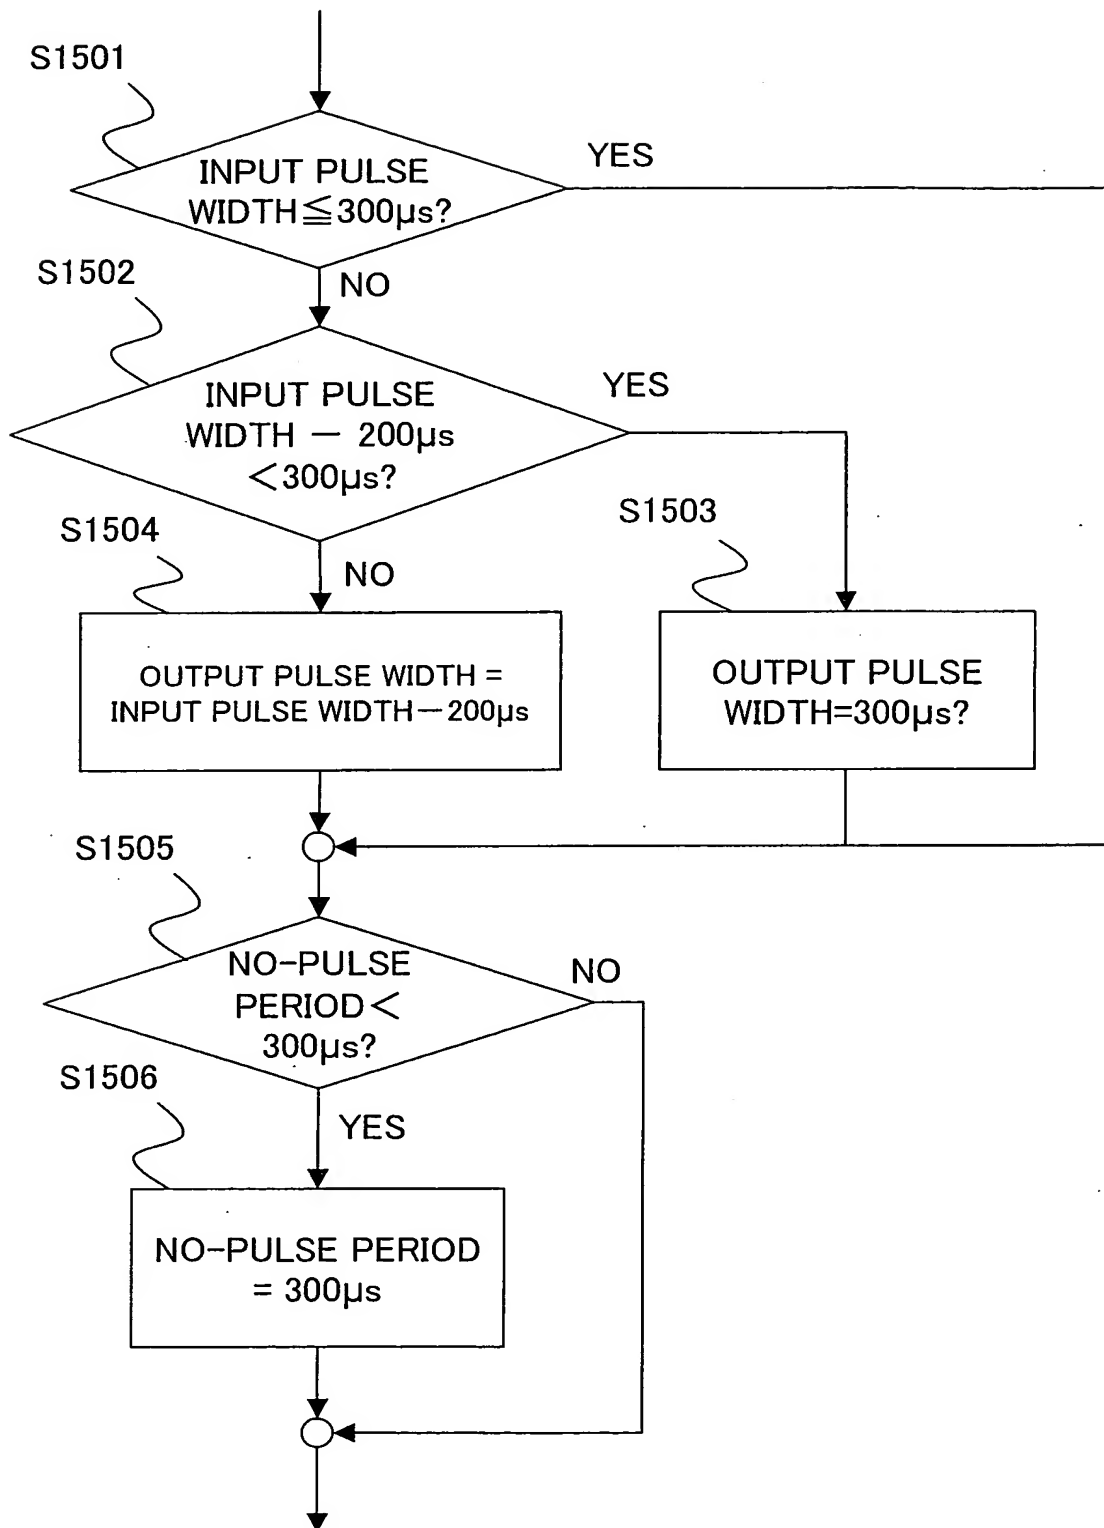 S1501
INPUT PULSE
WIDTH≦300μs?
YES
NO
S1502
INPUT PULSE
WIDTH − 200μs
<300μs?
YES
NO
S1504
OUTPUT PULSE WIDTH =
INPUT PULSE WIDTH−200μs
S1503
OUTPUT PULSE
WIDTH=300μs?
S1505
NO-PULSE
PERIOD<
300μs?
NO
YES
S1506
NO-PULSE PERIOD
= 300μs